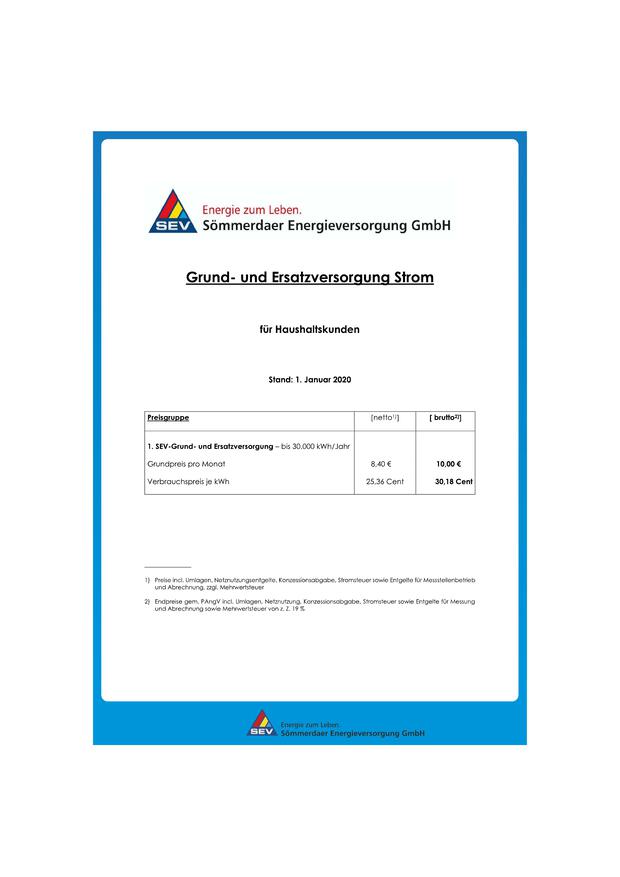 SEV
Energie zum Leben.
Sömmerdaer Energieversorgung GmbH
Grund- und Ersatzversorgung Strom
für Haushaltskunden
Stand: 1. Januar 2020
Preisgruppe [netto1)] [ brutto2)]
1. SEV-Grund- und Ersatzversorgung – bis 30.000 kWh/Jahr
Grundpreis pro Monat 8,40 € 10,00 €
Verbrauchspreis je kWh 25,36 Cent 30,18 Cent
1) Preise incl. Umlagen, Netznutzungsentgelte, Konzessionsabgabe, Stromsteuer sowie Entgelte für Messstellenbetrieb
und Abrechnung, zzgl. Mehrwertsteuer
2) Endpreise gem. PAngV incl. Umlagen, Netznutzung, Konzessionsabgabe, Stromsteuer sowie Entgelte für Messung
und Abrechnung sowie Mehrwertsteuer von z. Z. 19 %
SEV
Energie zum Leben.
Sömmerdaer Energieversorgung GmbH